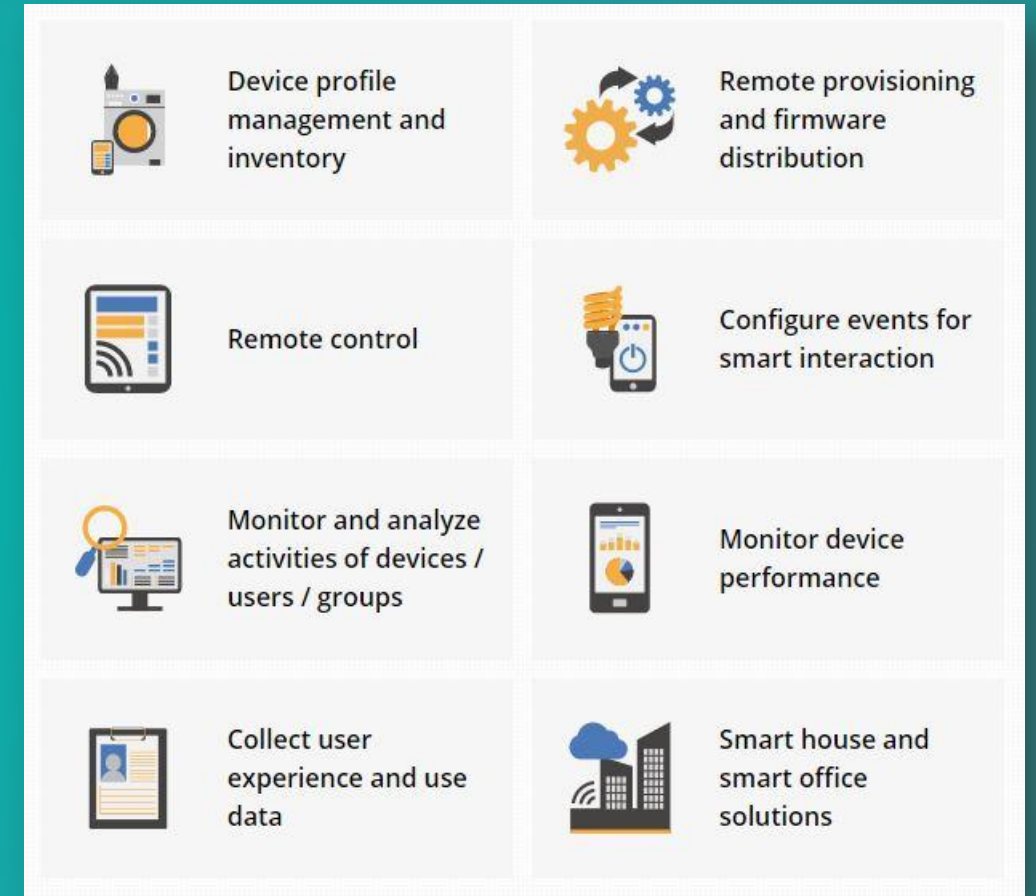 Device profile
management and
inventory
Remote provisioning
and firmware
distribution
Remote control
Configure events for
smart interaction
Monitor and analyze
activities of devices /
users / groups
Monitor device
performance
Collect user
experience and use
data
Smart house and
smart office
solutions